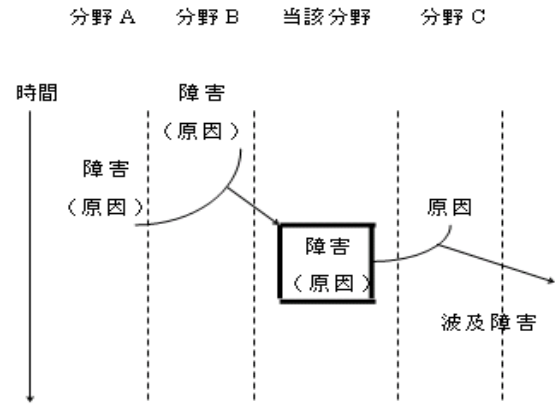 分野A 分野B 当該分野 分野C
時間
障害
（原因）
障害
（原因）
原因
障害
（原因）
波及障害